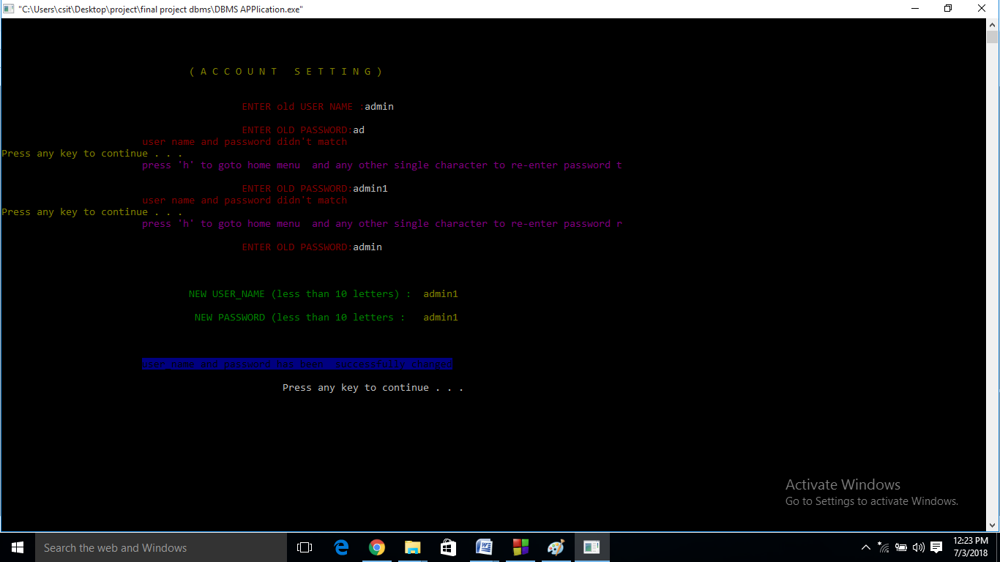 "C:\Users\csit\Desktop\project\final project dbms\DBMS APPlication.exe"
( A C C O U N T   S E T T I N G )
ENTER old USER NAME :admin
ENTER OLD PASSWORD:ad
user name and password didn't match
Press any key to continue . . .
press 'h' to goto home menu  and any other single character to re-enter password t
ENTER OLD PASSWORD:admin1
user name and password didn't match
Press any key to continue . . .
press 'h' to goto home menu  and any other single character to re-enter password r
ENTER OLD PASSWORD:admin
NEW USER_NAME (less than 10 letters) :  admin1
NEW PASSWORD (less than 10 letters :   admin1
user_name and password has been  successfully changed
Press any key to continue . . .
Activate Windows
Go to Settings to activate Windows.
Search the web and Windows
12:23 PM
7/3/2018